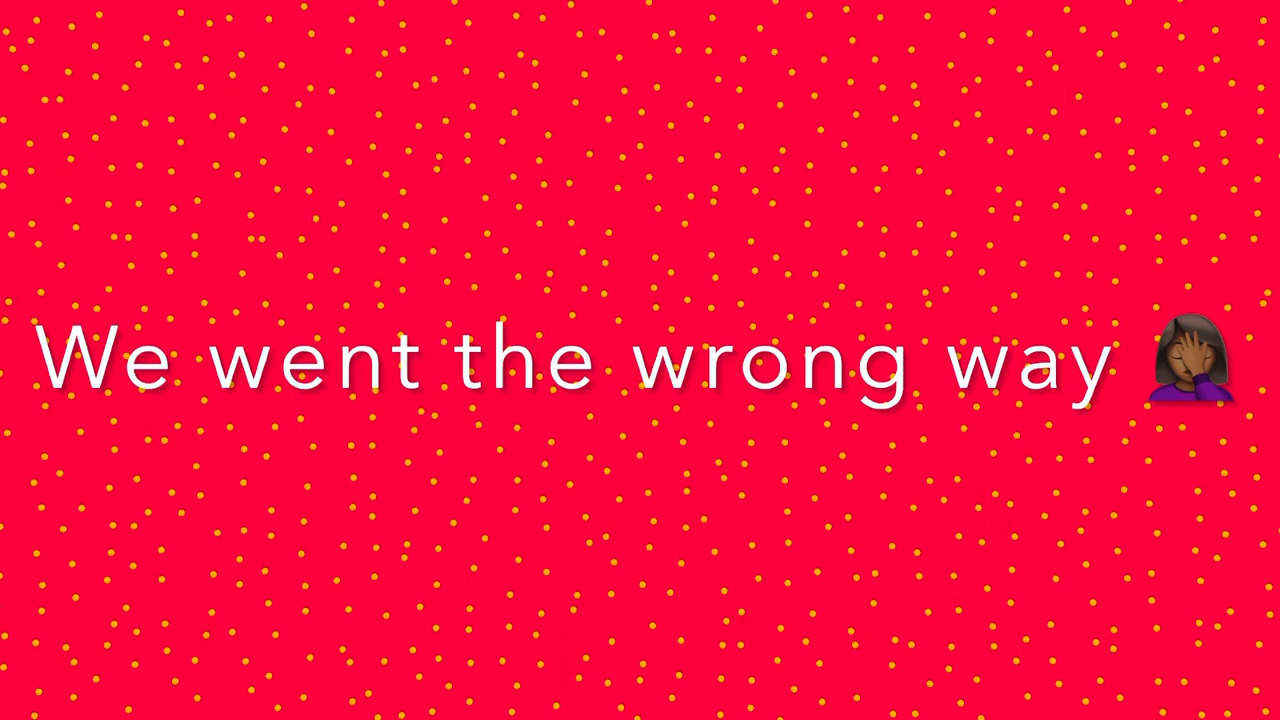 We went the wrong way 🤦🏾‍♀️